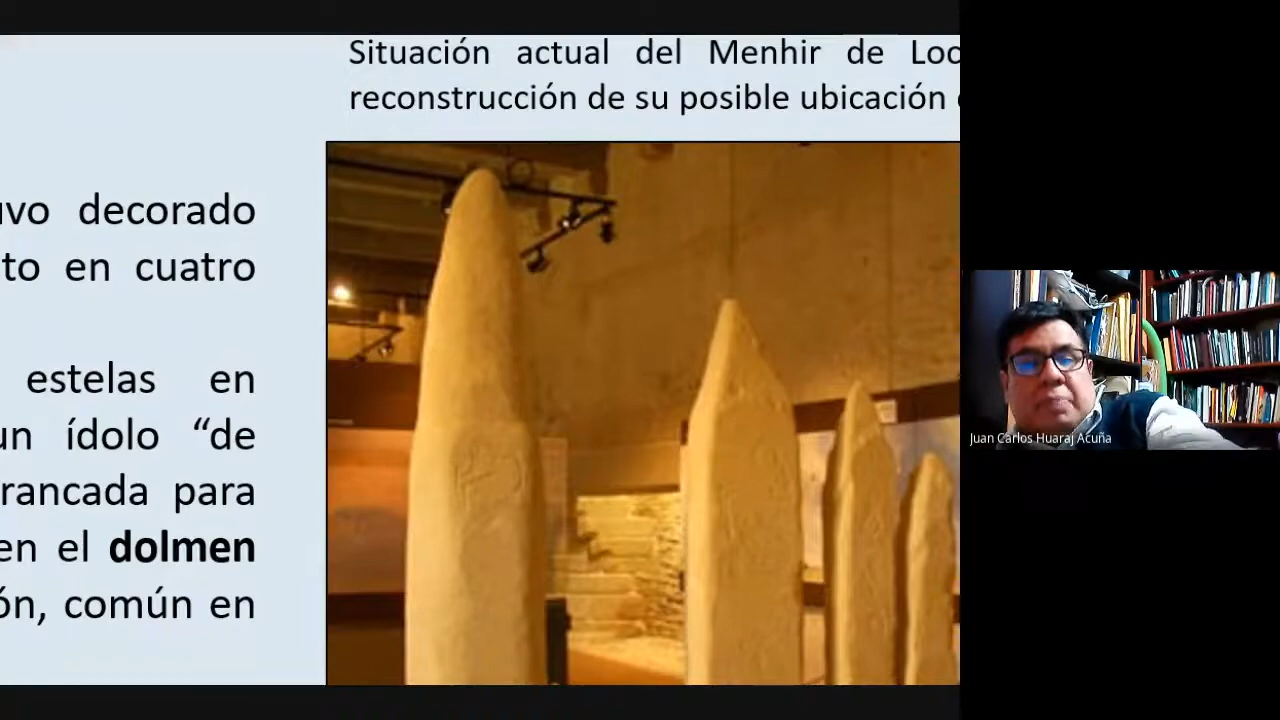 Situación actual del Menhir de Loc
reconstrucción de su posible ubicación
uvo decorado
to en cuatro
estelas en
un ídolo “de
rancada para
en el dolmen
ón, común en
Juan Carlos Huaraj Acuña